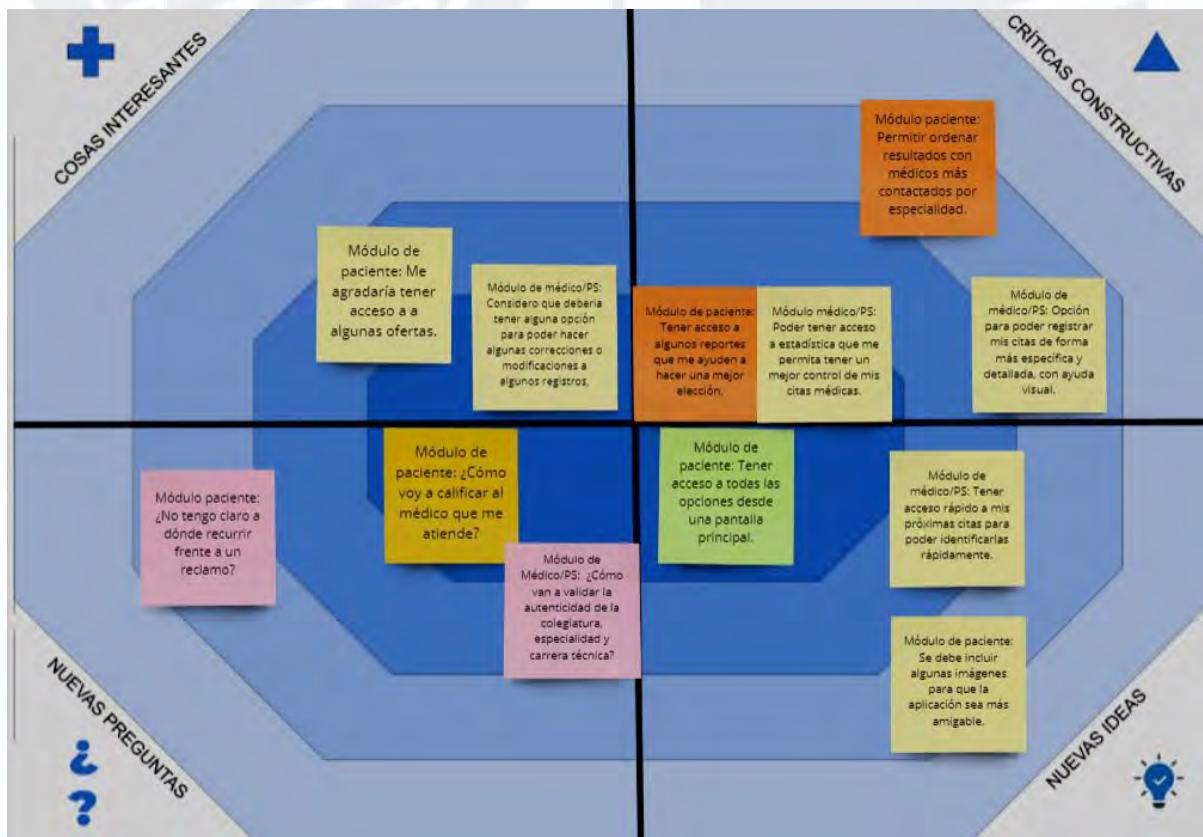 COSAS INTERESANTES
Módulo de
paciente: Me
agradaría tener
acceso a a
algunas ofertas.
Módulo de médico/PS:
Considero que debería
tener alguna opción
para poder hacer
algunas correcciones o
modificaciones a
algunos registros.
CRÍTICAS CONSTRUCTIVAS
Módulo paciente:
Permitir ordenar
resultados con
médicos más
contactados por
especialidad.
Módulo de paciente:
Tener acceso a
algunos reportes
que me ayuden a
hacer una mejor
elección.
Módulo médico/PS:
Poder tener acceso
a estadística que me
permita tener un
mejor control de mis
citas médicas.
Módulo de
médico/PS: Opción
para poder registrar
mis citas de forma
más específica y
detallada, con ayuda
visual.
Módulo paciente:
¿No tengo claro a
dónde recurrir
frente a un
reclamo?
Módulo de
paciente: ¿Cómo
voy a calificar al
médico que me
atiende?
Módulo de
Médico/PS: ¿Cómo
van a validar la
autenticidad de la
colegiatura,
especialidad y
carrera técnica?
NUEVAS PREGUNTAS
¿
?
Módulo de
paciente: Tener
acceso a todas las
opciones desde
una pantalla
principal.
Módulo de
médico/PS: Tener
acceso rápido a mis
próximas citas para
poder identificarlas
rápidamente.
Módulo de paciente:
Se debe incluir
algunas imágenes
para que la
aplicación sea más
amigable.
NUEVAS IDEAS